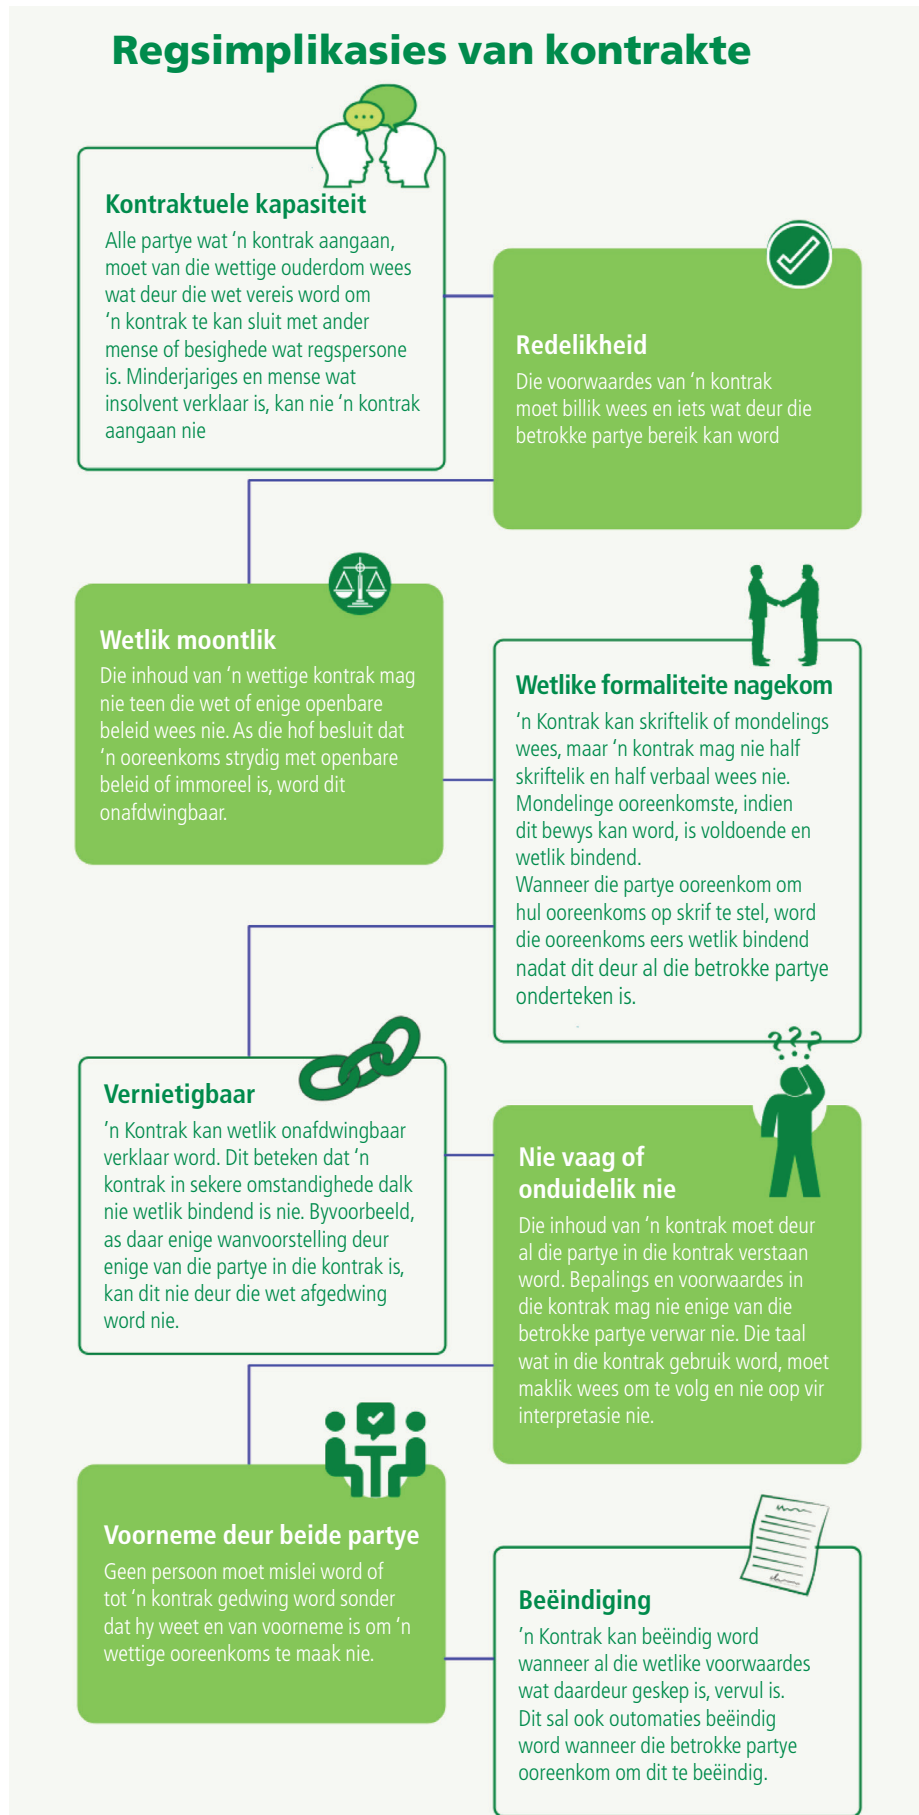 Regsimplikasies van kontrakte
Kontraktuele kapasiteit
Alle partye wat ‘n kontrak aangaan,
moet van die wettige ouderdom wees
wat deur die wet vereis word om
‘n kontrak te kan sluit met ander
mense of besighede wat regspersone
is. Minderjariges en mense wat
insolvent verklaar is, kan nie ‘n kontrak
aangaan nie
Redelikheid
Die voorwaardes van ‘n kontrak
moet billik wees en iets wat deur die
betrokke partye bereik kan word
Wetlik moontlik
Die inhoud van ‘n wettige kontrak mag
nie teen die wet of enige openbare
beleid wees nie. As die hof besluit dat
‘n ooreenkoms strydig met openbare
beleid of immoreel is, word dit
onafdwingbaar.
Wetlike formaliteite nagekom
‘n Kontrak kan skriftelik of mondelings
wees, maar ‘n kontrak mag nie half
skriftelik en half verbaal wees nie.
Mondelinge ooreenkomste, indien
dit bewys kan word, is voldoende en
wetlik bindend.
Wanneer die partye ooreenkom om
hul ooreenkoms op skrif te stel, word
die ooreenkoms eers wetlik bindend
nadat dit deur al die betrokke partye
onderteken is.
Vernietigbaar
’n Kontrak kan wetlik onafdwingbaar
verklaar word. Dit beteken dat ‘n
kontrak in sekere omstandighede dalk
nie wetlik bindend is nie. Byvoorbeeld,
as daar enige wanvoorstelling deur
enige van die partye in die kontrak is,
kan dit nie deur die wet afgedwing
word nie.
???
Nie vaag of
onduidelik nie
Die inhoud van ‘n kontrak moet deur
al die partye in die kontrak verstaan
word. Bepalings en voorwaardes in
die kontrak mag nie enige van die
betrokke partye verwar nie. Die taal
wat in die kontrak gebruik word, moet
maklik wees om te volg en nie oop vir
interpretasie nie.
Voorneme deur beide partye
Geen persoon moet mislei word of
tot ‘n kontrak gedwing word sonder
dat hy weet en van voorneme is om ‘n
wettige ooreenkoms te maak nie.
Beëindiging
‘n Kontrak kan beëindig word
wanneer al die wetlike voorwaardes
wat daardeur geskep is, vervul is.
Dit sal ook outomaties beëindig
word wanneer die betrokke partye
ooreenkom om dit te beëindig.